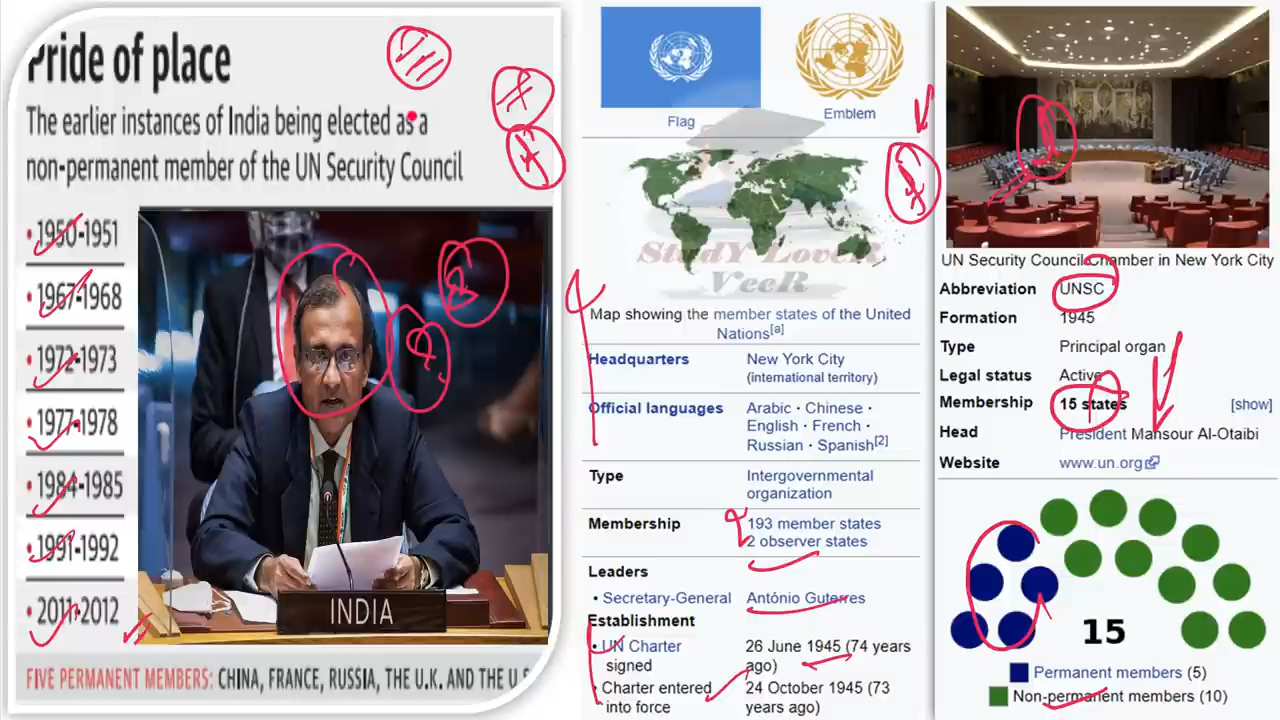 Pride of place
The earlier instances of India being elected as a
non-permanent member of the UN Security Council
• 1950-1951
• 1967-1968
• 1972-1973
• 1977-1978
• 1984-1985
• 1991-1992
• 2011-2012
INDIA
FIVE PERMANENT MEMBERS: CHINA, FRANCE, RUSSIA, THE U.K. AND THE U.S
Flag
Emblem
StudY LoveR
VeeR
Map showing the member states of the United
Nations[a]
Headquarters New York City
(international territory)
Official languages Arabic · Chinese ·
English · French ·
Russian · Spanish[2]
Type Intergovernmental
organization
Membership 193 member states
2 observer states
Leaders
• Secretary-General António Guterres
Establishment
• UN Charter signed 26 June 1945 (74 years ago)
• Charter entered into force 24 October 1945 (73 years ago)
UN Security Council Chamber in New York City
Abbreviation UNSC
Formation 1945
Type Principal organ
Legal status Active
Membership 15 states [show]
Head President Mansour Al-Otaibi
Website www.un.org
15
Permanent members (5)
Non-permanent members (10)